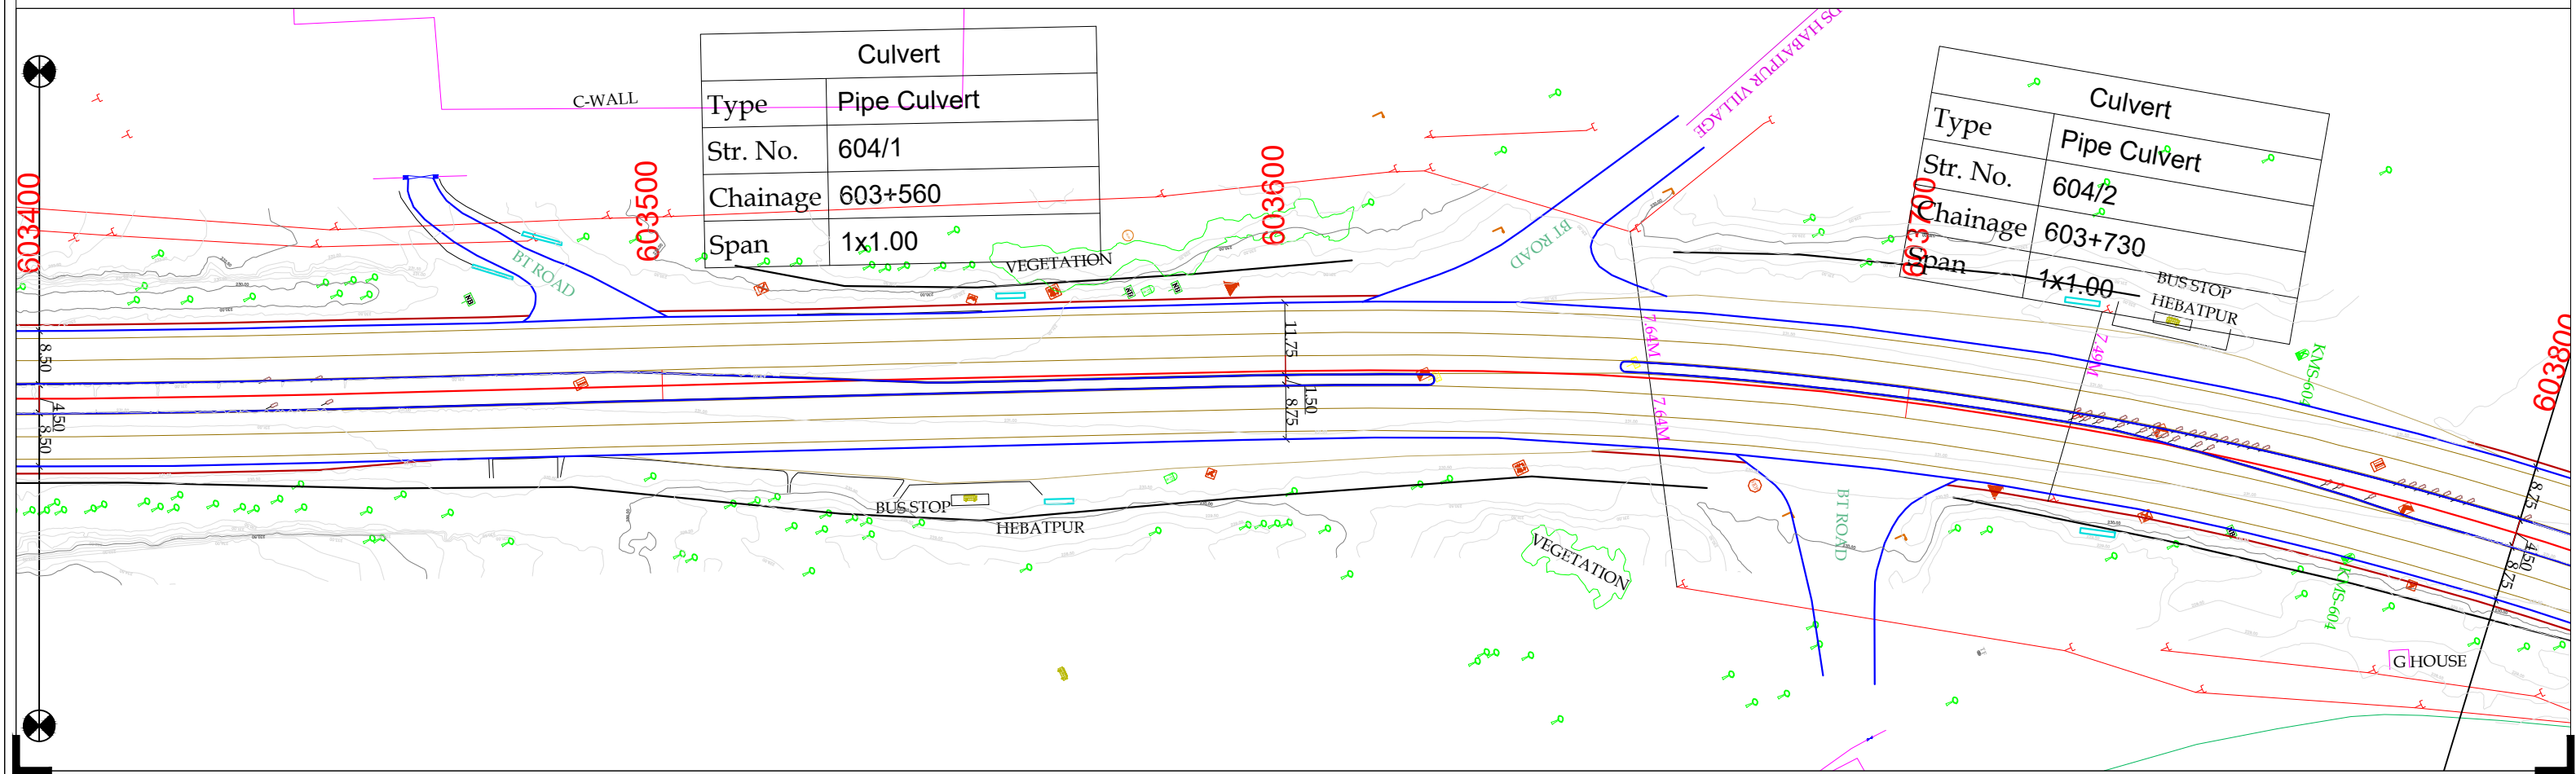 Culvert
Type Pipe Culvert
Str. No. 604/1
Chainage 603+560
Span 1x1.00
Culvert
Type Pipe Culvert
Str. No. 604/2
Chainage 603+730
Span 1x1.00
C-WALL
DS HABATPUR VILLAGE
603400
603500
603600
603700
603800
BT ROAD
BT ROAD
VEGETATION
BUS STOP
HEBATPUR
KMS-604
8.50
4.50
8.50
11.75
1.50
8.75
7.64M
7.64M
7.49M
8.75
4.50
8.75
BUS STOP
HEBATPUR
VEGETATION
BT ROAD
KMS-604
G HOUSE